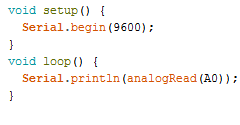 void setup() {
  Serial.begin(9600);
}
void loop() {
  Serial.println(analogRead(A0));
}